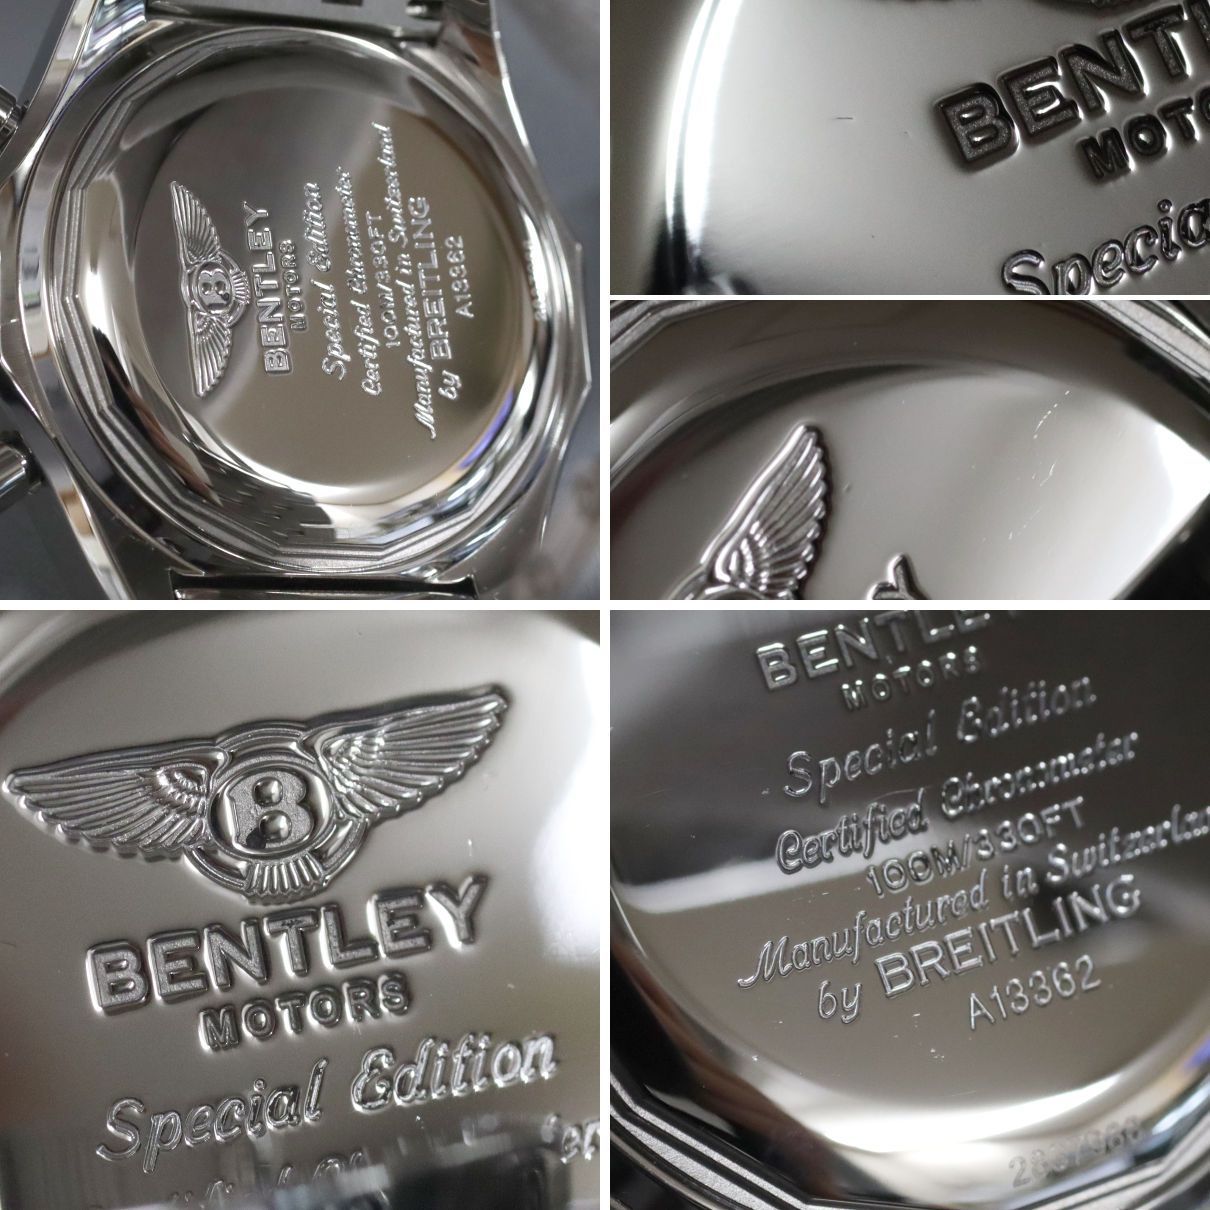 B
BENTLEY
MOTORS
Special Edition
Certified Chronometer
100M/330FT
Manufactured in Switzerland
by BREITLING
A13362
BENTL
MOTO
Specia
Y
B
BENTLEY
MOTORS
Special Edition
BENTLEY
MOTORS
Special Edition
Certified Chronometer
100M/330FT
Manufactured in Switzerlan
by BREITLING
A13362